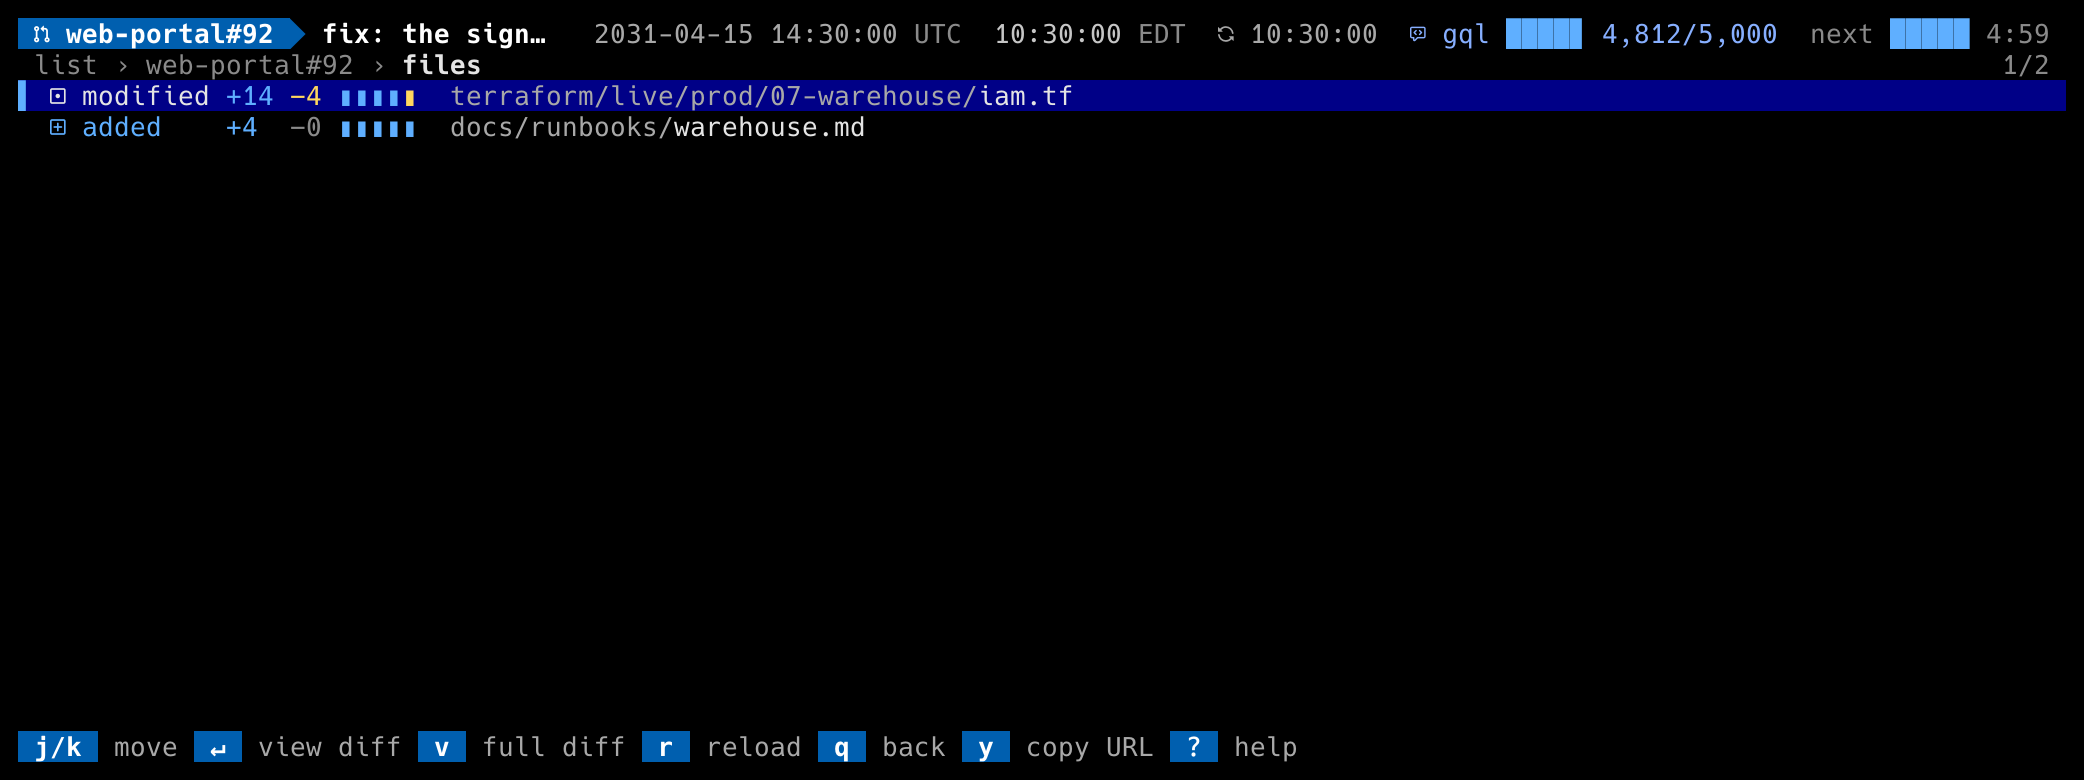 web-portal#92 fix: the sign… 2031-04-15 14:30:00 UTC 10:30:00 EDT 10:30:00 gql 4,812/5,000 next 4:59
list › web-portal#92 › files 1/2
modified +14 −4 terraform/live/prod/07-warehouse/iam.tf
added +4 −0 docs/runbooks/warehouse.md
j/k move ↵ view diff v full diff r reload q back y copy URL ? help